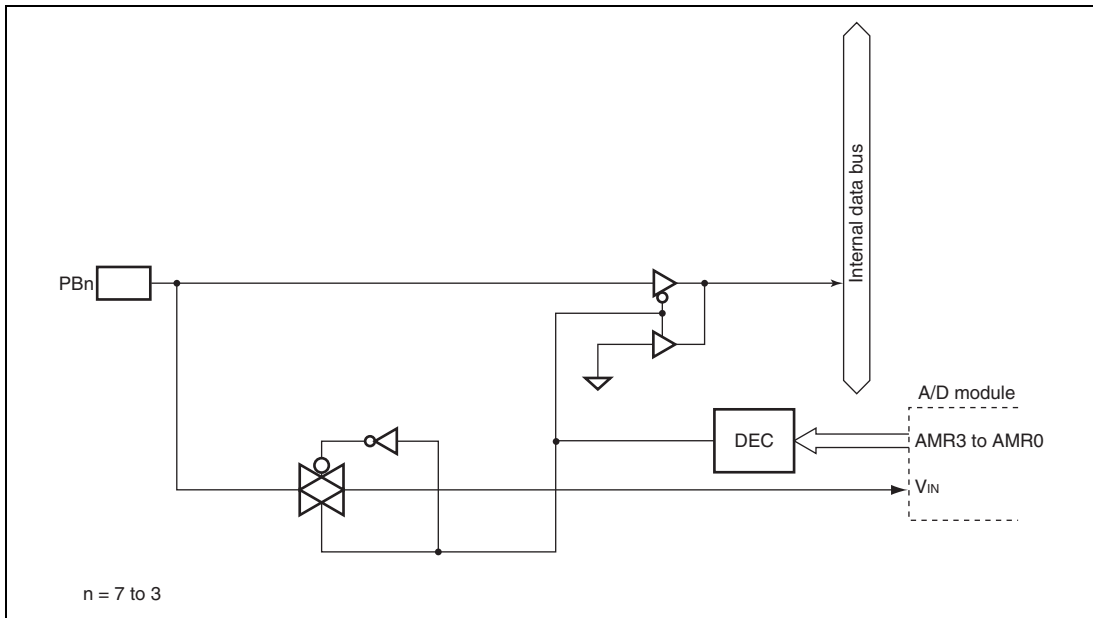 Internal data bus
PBn
A/D module
DEC
AMR3 to AMR0
VIN
n = 7 to 3